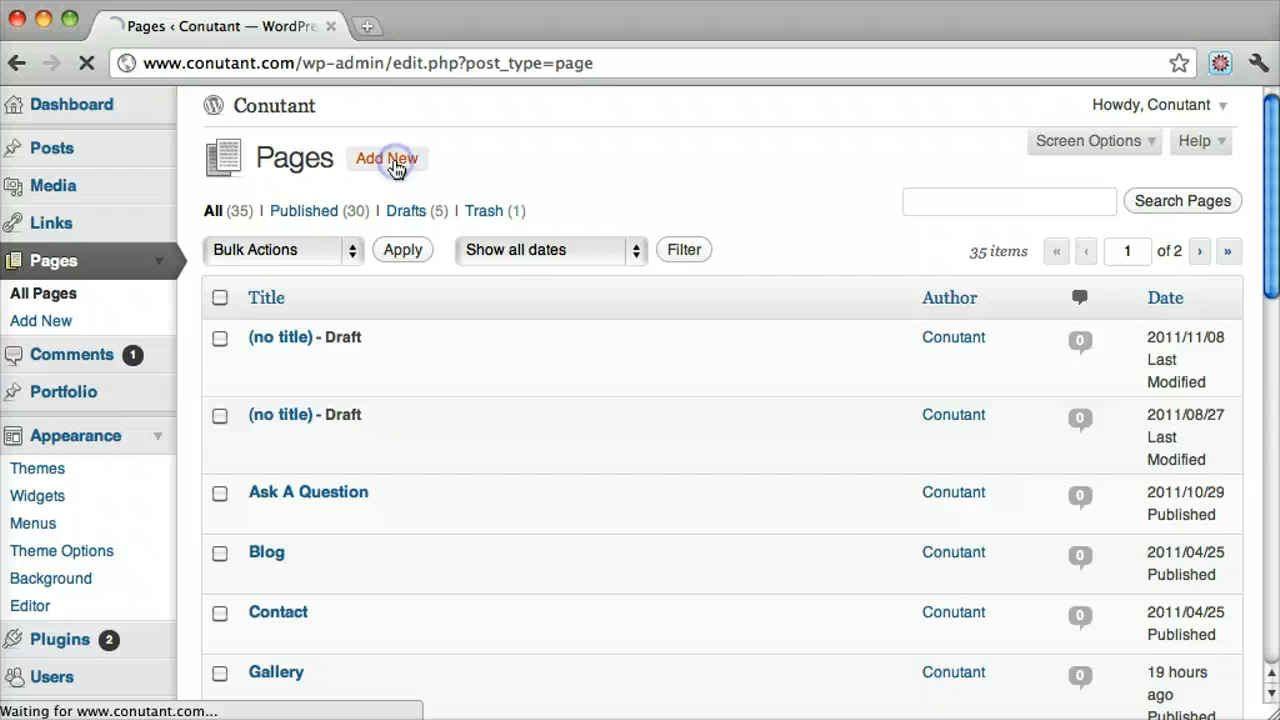 Pages ‹ Conutant — WordPre
www.conutant.com/wp-admin/edit.php?post_type=page
Dashboard
Posts
Media
Links
Pages
All Pages
Add New
Comments 1
Portfolio
Appearance
Themes
Widgets
Menus
Theme Options
Background
Editor
Plugins 2
Users
Conutant
Howdy, Conutant
Pages Add New
Screen Options Help
All (35) | Published (30) | Drafts (5) | Trash (1)
Search Pages
Bulk Actions Apply Show all dates Filter
35 items « ‹ 1 of 2 › »
Title Author Date
(no title) - Draft Conutant 0 2011/11/08
Last
Modified
(no title) - Draft Conutant 0 2011/08/27
Last
Modified
Ask A Question Conutant 0 2011/10/29
Published
Blog Conutant 0 2011/04/25
Published
Contact Conutant 0 2011/04/25
Published
Gallery Conutant 0 19 hours
ago
Published
Waiting for www.conutant.com...